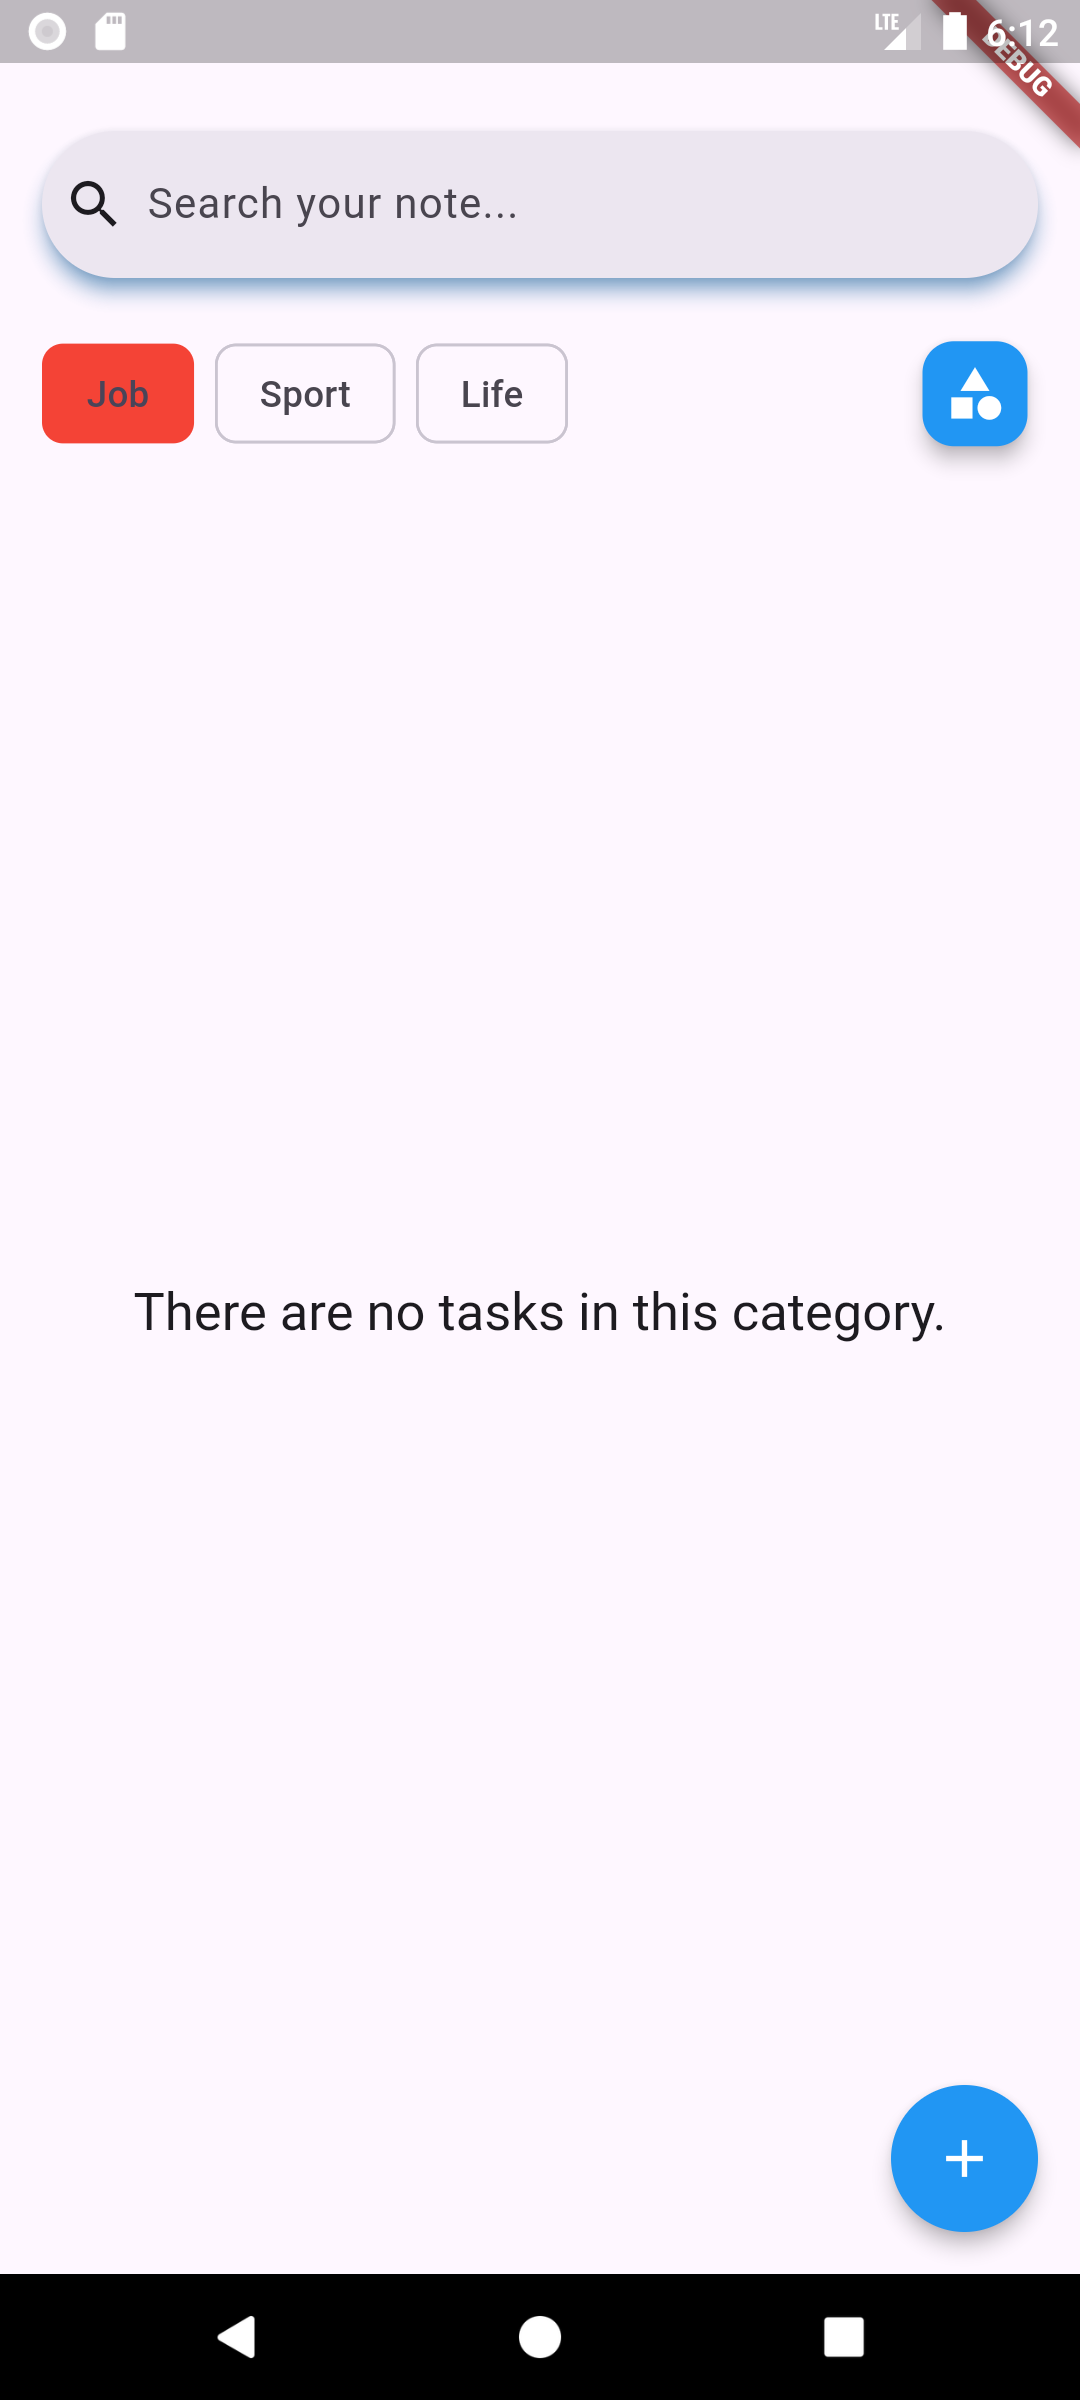 LTE 6:12
DEBUG
Search your note...
Job Sport Life
There are no tasks in this category.